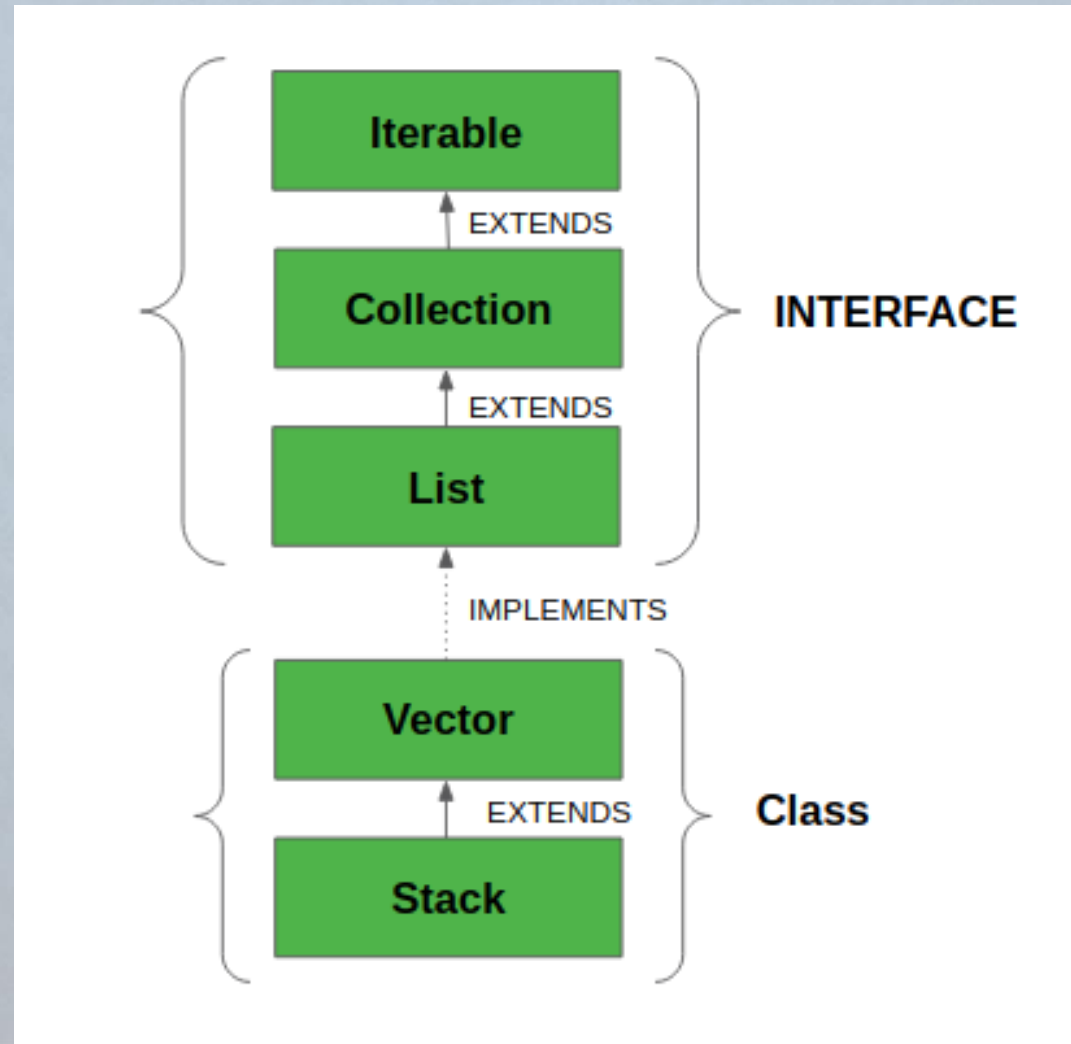 Iterable
EXTENDS
Collection
INTERFACE
EXTENDS
List
IMPLEMENTS
Vector
EXTENDS
Class
Stack